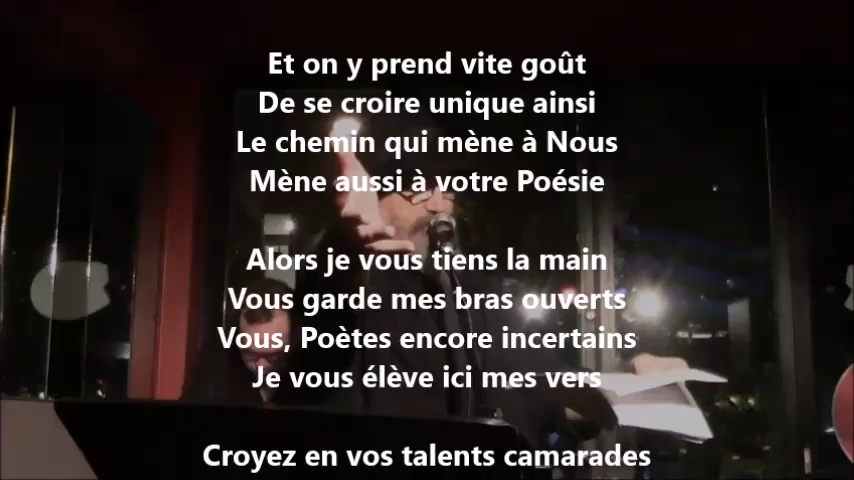 Et on y prend vite goût
De se croire unique ainsi
Le chemin qui mène à Nous
Mène aussi à votre Poésie
Alors je vous tiens la main
Vous garde mes bras ouverts
Vous, Poètes encore incertains
Je vous élève ici mes vers
Croyez en vos talents camarades